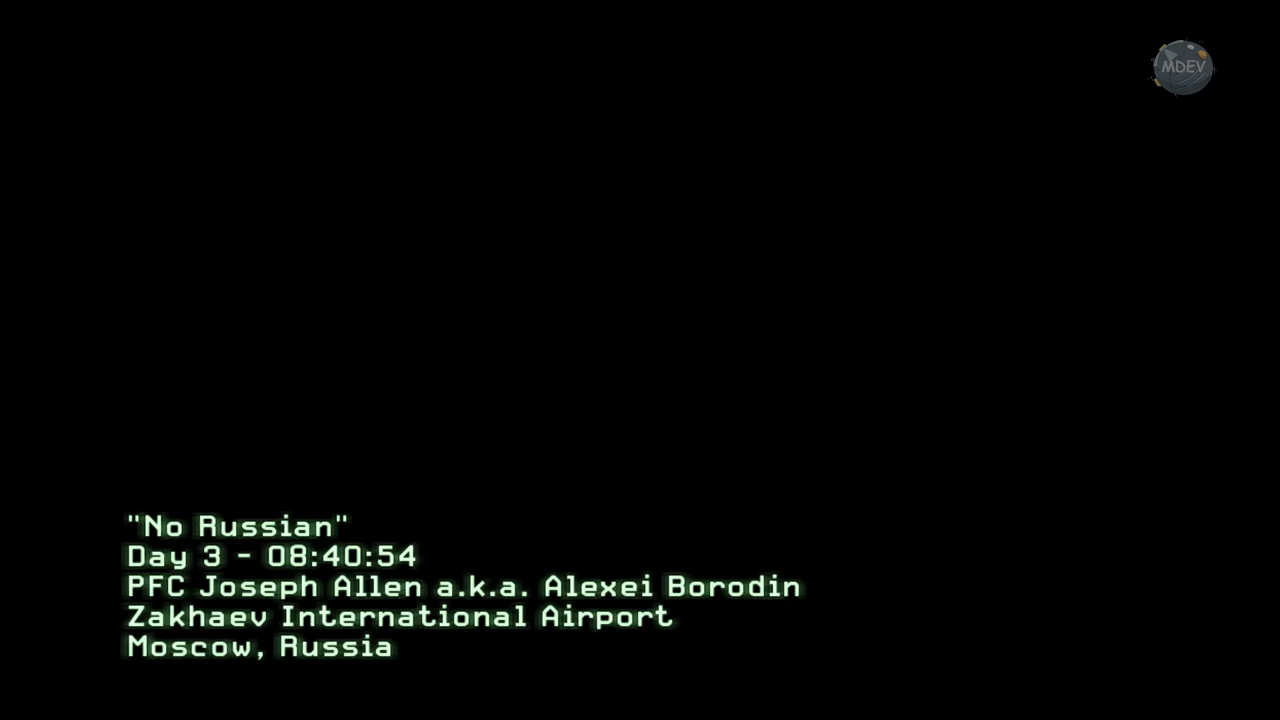 MDEV
"No Russian"
Day 3 - 08:40:54
PFC Joseph Allen a.k.a. Alexei Borodin
Zakhaev International Airport
Moscow, Russia